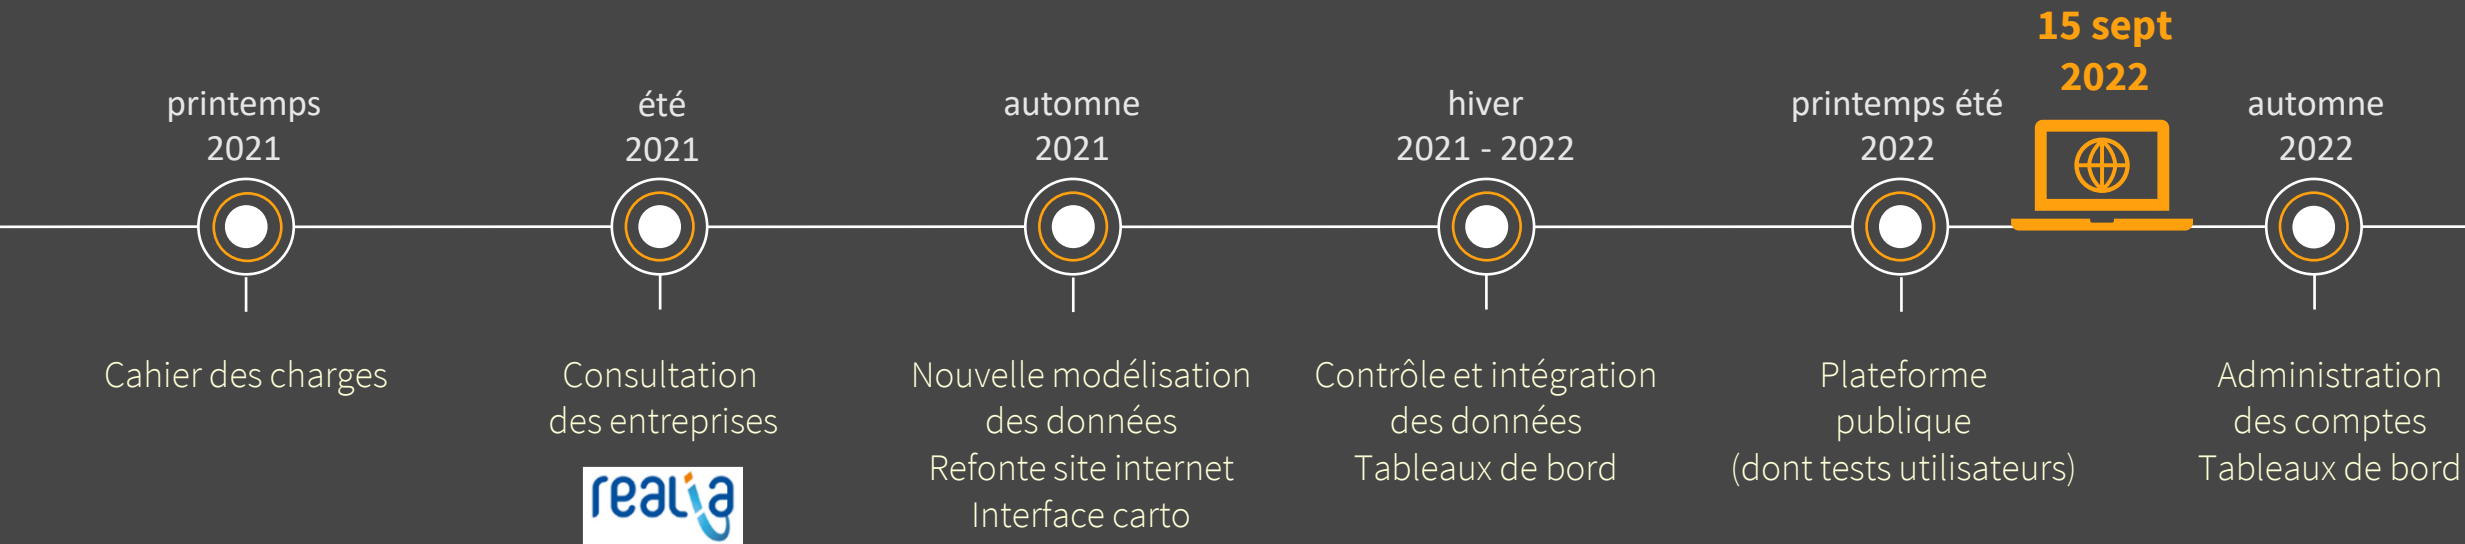 printemps
2021
Cahier des charges
été
2021
Consultation
des entreprises
realia
automne
2021
Nouvelle modélisation
des données
Refonte site internet
Interface carto
hiver
2021 - 2022
Contrôle et intégration
des données
Tableaux de bord
printemps été
2022
Plateforme
publique
(dont tests utilisateurs)
15 sept
2022
automne
2022
Administration
des comptes
Tableaux de bord